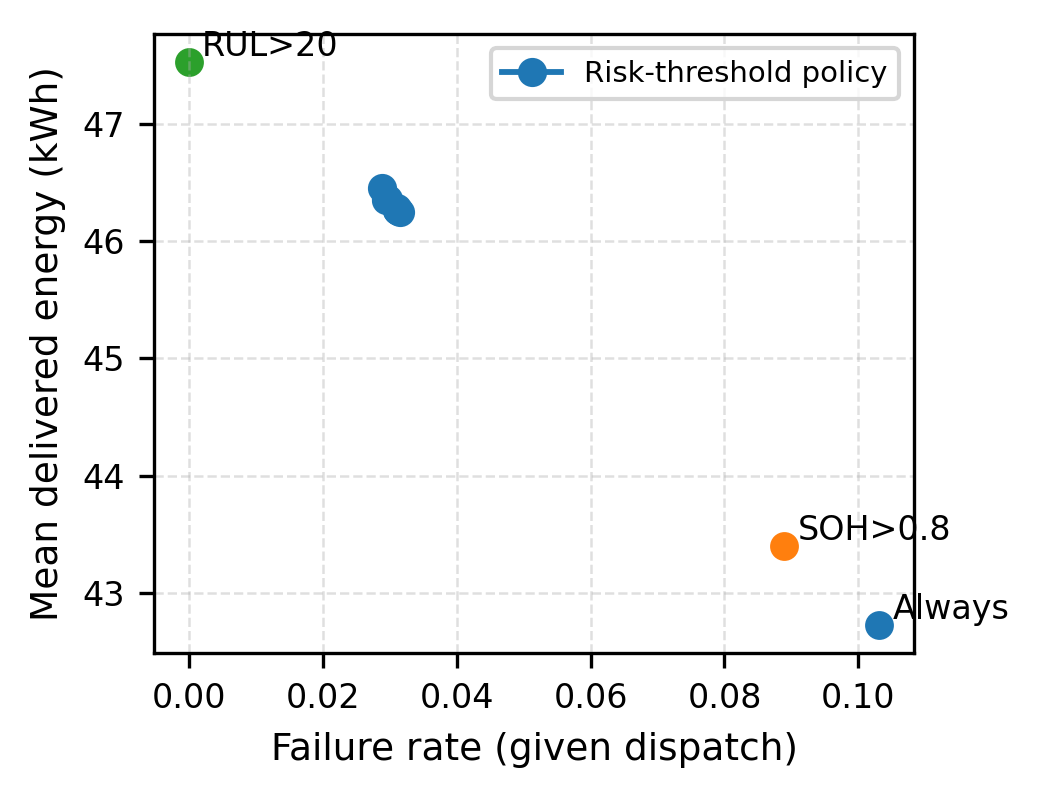 RUL>20
Risk-threshold policy
Mean delivered energy (kWh)
47
46
45
44
43
SOH>0.8
Always
0.00 0.02 0.04 0.06 0.08 0.10
Failure rate (given dispatch)